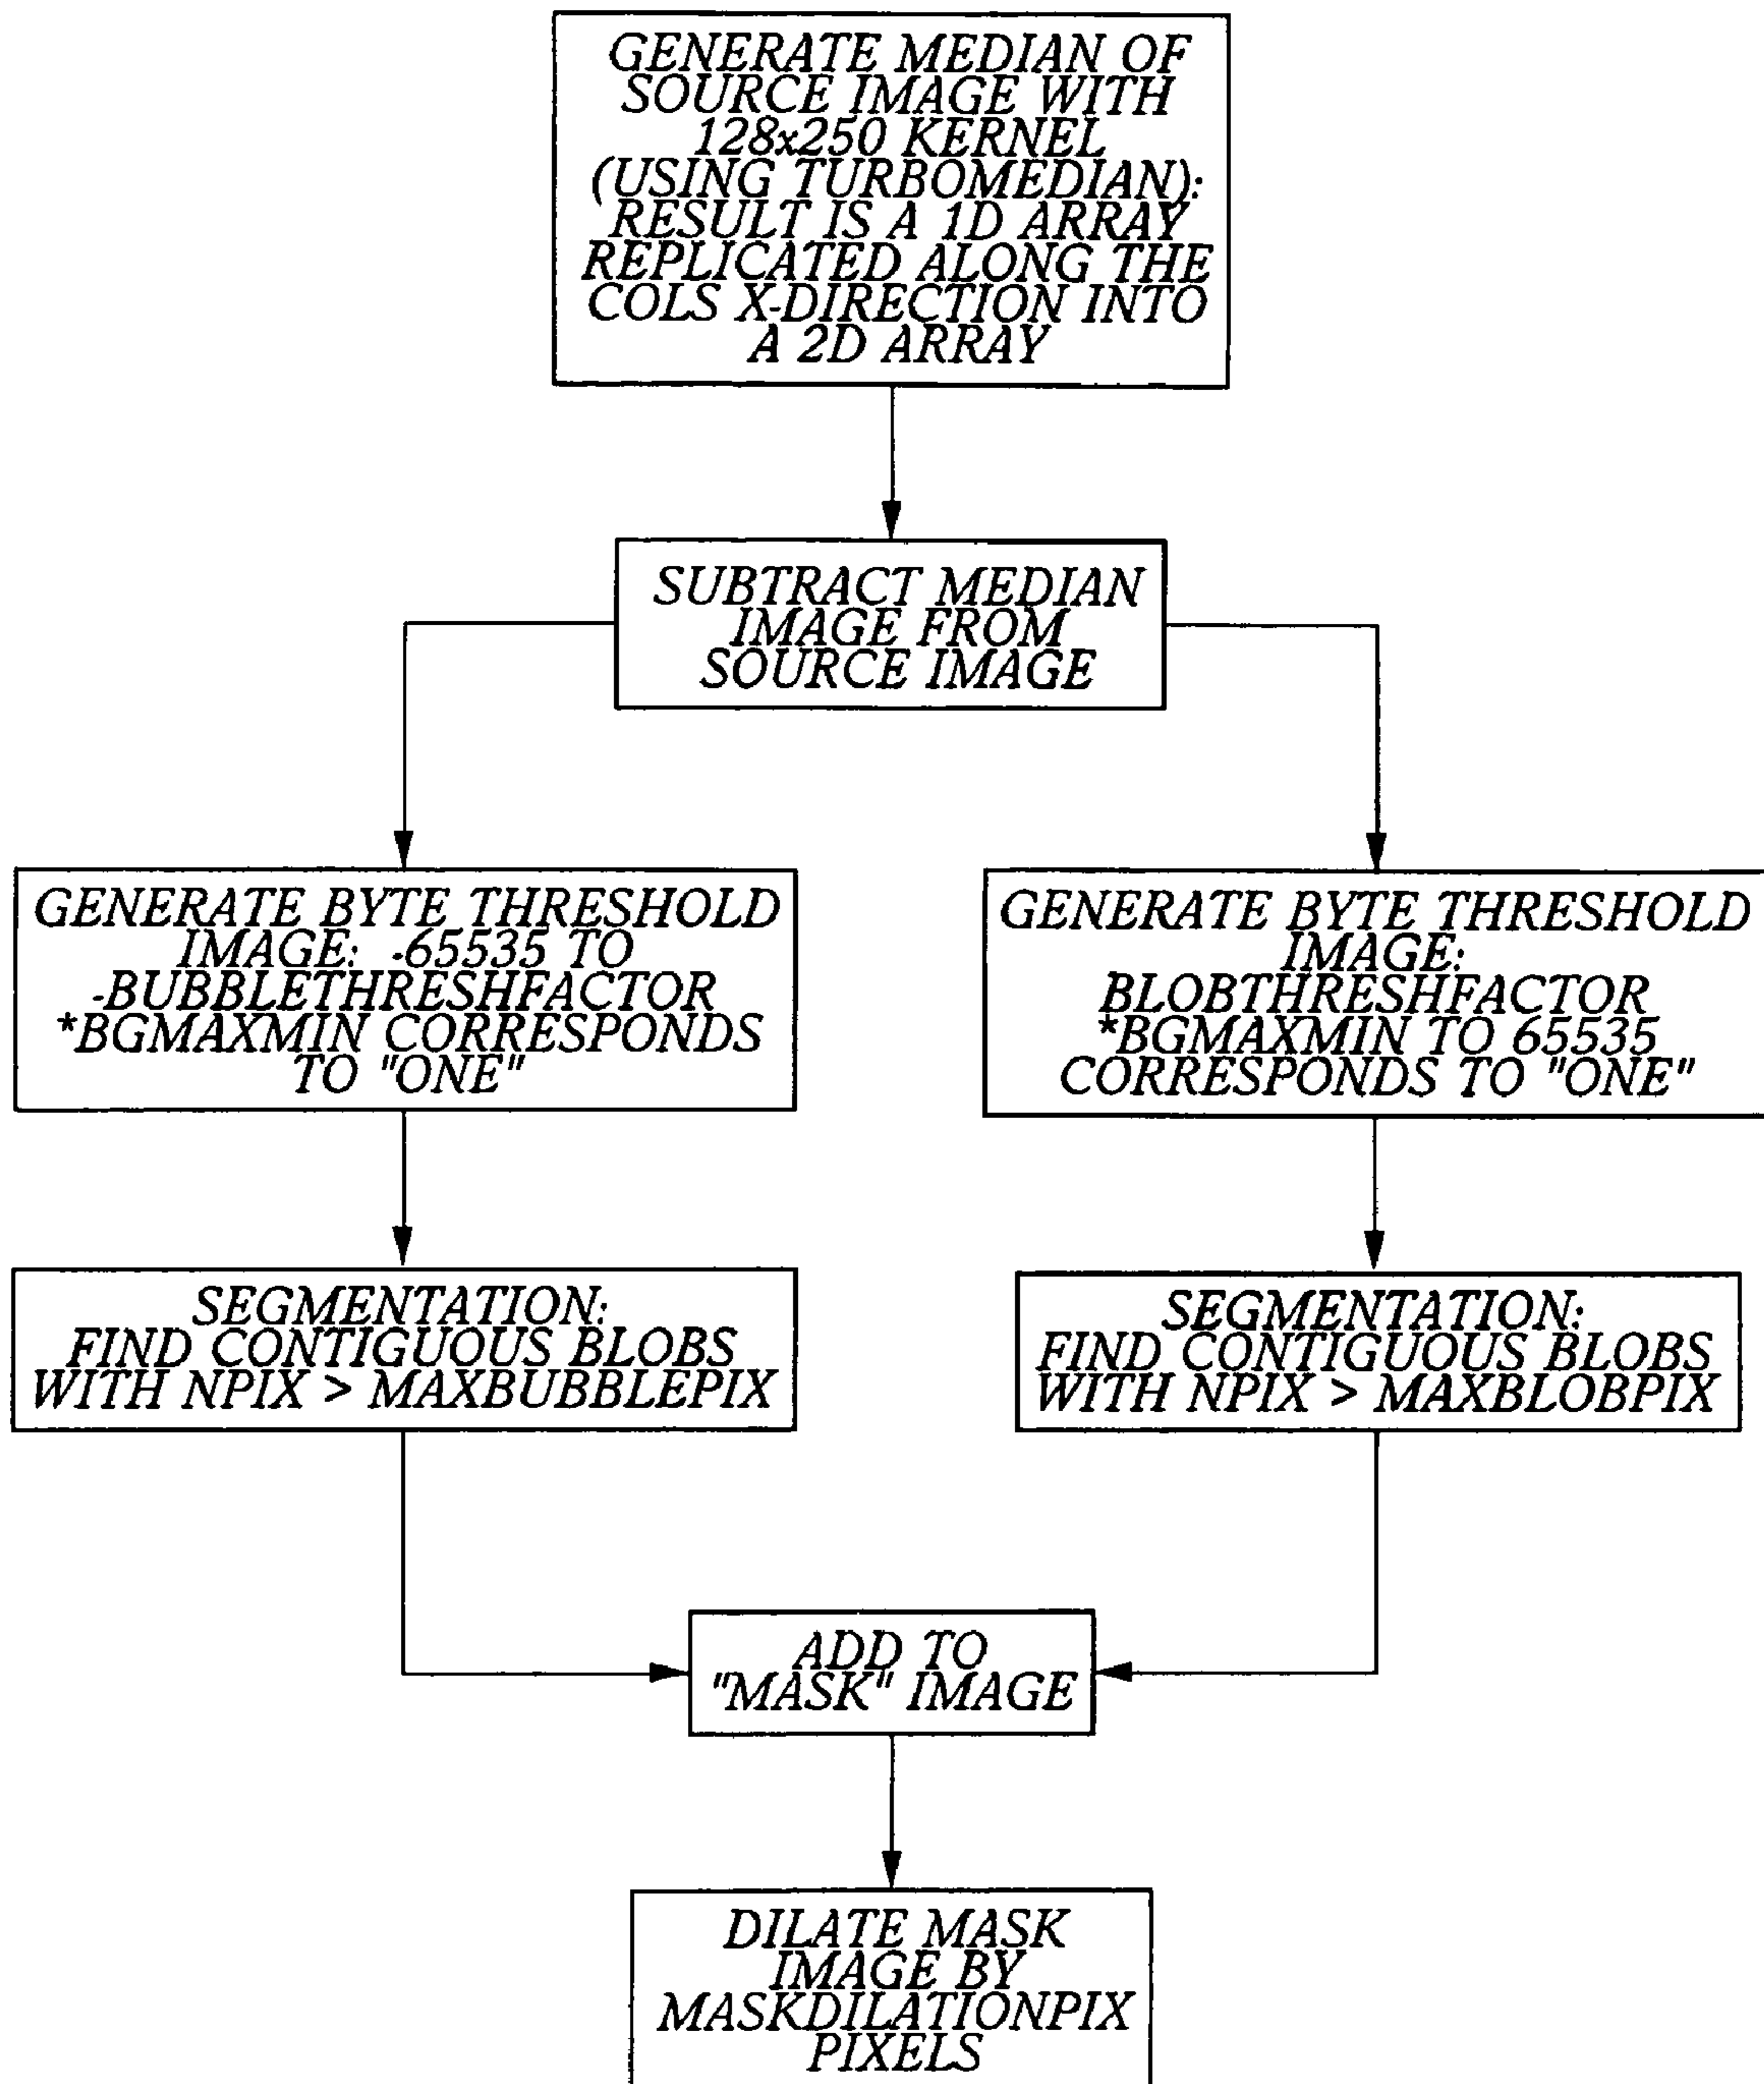 GENERATE MEDIAN OF
SOURCE IMAGE WITH
128x250 KERNEL
(USING TURBOMEDIAN):
RESULT IS A 1D ARRAY
REPLICATED ALONG THE
COLS X-DIRECTION INTO
A 2D ARRAY
SUBTRACT MEDIAN
IMAGE FROM
SOURCE IMAGE
GENERATE BYTE THRESHOLD
IMAGE: -65535 TO
-BUBBLETHRESHFACTOR
*BGMAXMIN CORRESPONDS
TO "ONE"
GENERATE BYTE THRESHOLD
IMAGE:
BLOBTHRESHFACTOR
*BGMAXMIN TO 65535
CORRESPONDS TO "ONE"
SEGMENTATION:
FIND CONTIGUOUS BLOBS
WITH NPIX > MAXBUBBLEPIX
SEGMENTATION:
FIND CONTIGUOUS BLOBS
WITH NPIX > MAXBLOBPIX
ADD TO
"MASK" IMAGE
DILATE MASK
IMAGE BY
MASKDILATIONPIX
PIXELS